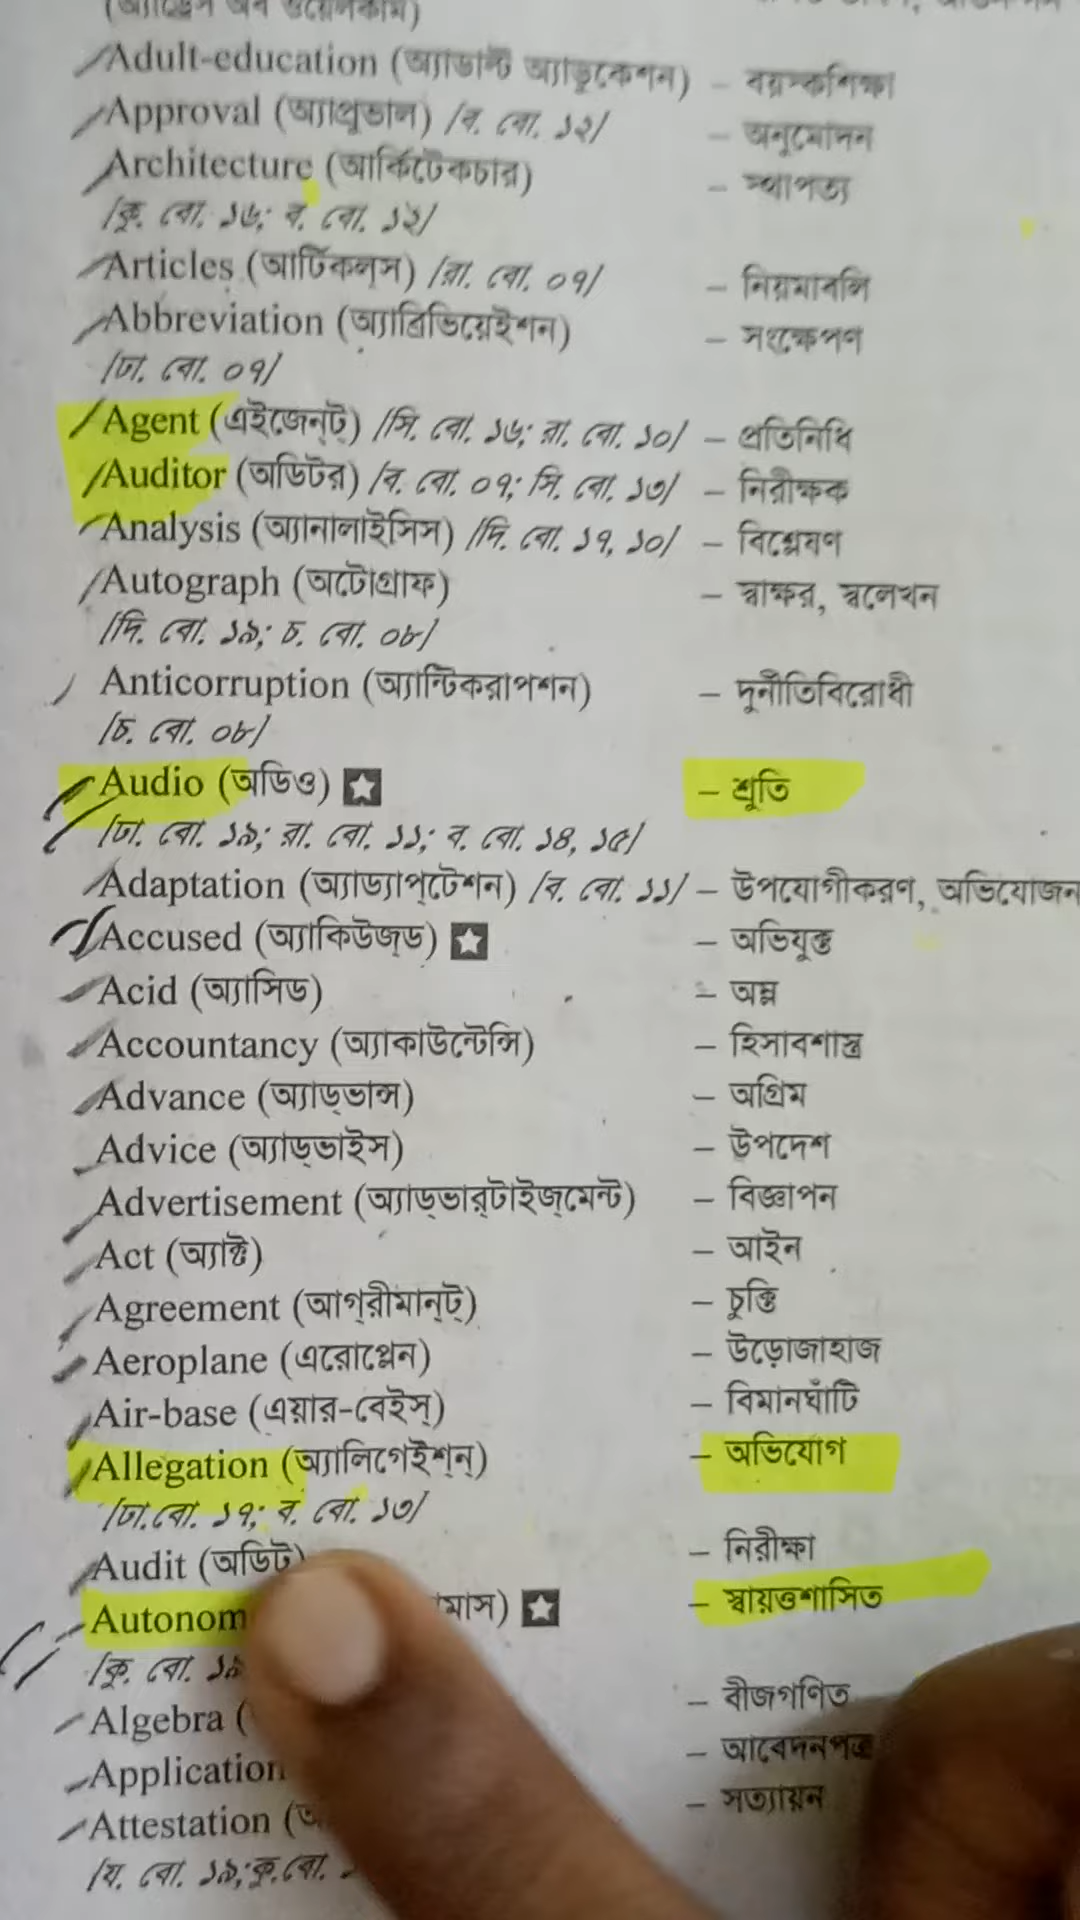 Adult-education (অ্যাডাল্ট অ্যাডুকেশন) – বয়স্কশিক্ষা
Approval (অ্যাপ্রুভাল) [ব. বো. ১২] – অনুমোদন
Architecture (আর্কিটেকচার) – স্থাপত্য
[কু. বো. ১৬; ব. বো. ১২]
Articles (আর্টিকল্‌স) [রা. বো. ০৭] – নিয়মাবলি
Abbreviation (অ্যাব্রিভিয়েইশন) – সংক্ষেপণ
[ঢা. বো. ০৭]
Agent (এইজেন্‌ট্) [সি. বো. ১৬; রা. বো. ১০] – প্রতিনিধি
Auditor (অডিটর) [ব. বো. ০৭; সি. বো. ১৩] – নিরীক্ষক
Analysis (অ্যানালাইসিস) [দি. বো. ১৭, ১০] – বিশ্লেষণ
Autograph (অটোগ্রাফ) – স্বাক্ষর, স্বলেখন
[দি. বো. ১৯; চ. বো. ০৮]
Anticorruption (অ্যান্টিকরাপশন) – দুর্নীতিবিরোধী
[চ. বো. ০৮]
Audio (অডিও) – শ্রুতি
[ঢা. বো. ১৯; রা. বো. ১১; ব. বো. ১৪, ১৫]
Adaptation (অ্যাড্যাপ্‌টেশন) [ব. বো. ১১] – উপযোগীকরণ, অভিযোজন
Accused (অ্যাকিউজ্‌ড) – অভিযুক্ত
Acid (অ্যাসিড) – অম্ল
Accountancy (অ্যাকাউন্টেন্সি) – হিসাবশাস্ত্র
Advance (অ্যাড্‌ভান্স) – অগ্রিম
Advice (অ্যাড্‌ভাইস) – উপদেশ
Advertisement (অ্যাড্‌ভার্‌টাইজ্‌মেন্ট) – বিজ্ঞাপন
Act (অ্যাক্ট) – আইন
Agreement (আগ্‌রীমান্‌ট্) – চুক্তি
Aeroplane (এরোপ্লেন) – উড়োজাহাজ
Air-base (এয়ার-বেইস্) – বিমানঘাঁটি
Allegation (অ্যালিগেইশ্‌ন্) – অভিযোগ
[ঢা.বো. ১৭; ব. বো. ১৩]
Audit (অডিট) – নিরীক্ষা
Autonom মাস) – স্বায়ত্তশাসিত
[কু. বো. ১৯
Algebra ( – বীজগণিত
Application – আবেদনপত্র
Attestation ( – সত্যায়ন
[য. বো. ১৯; কু.বো.